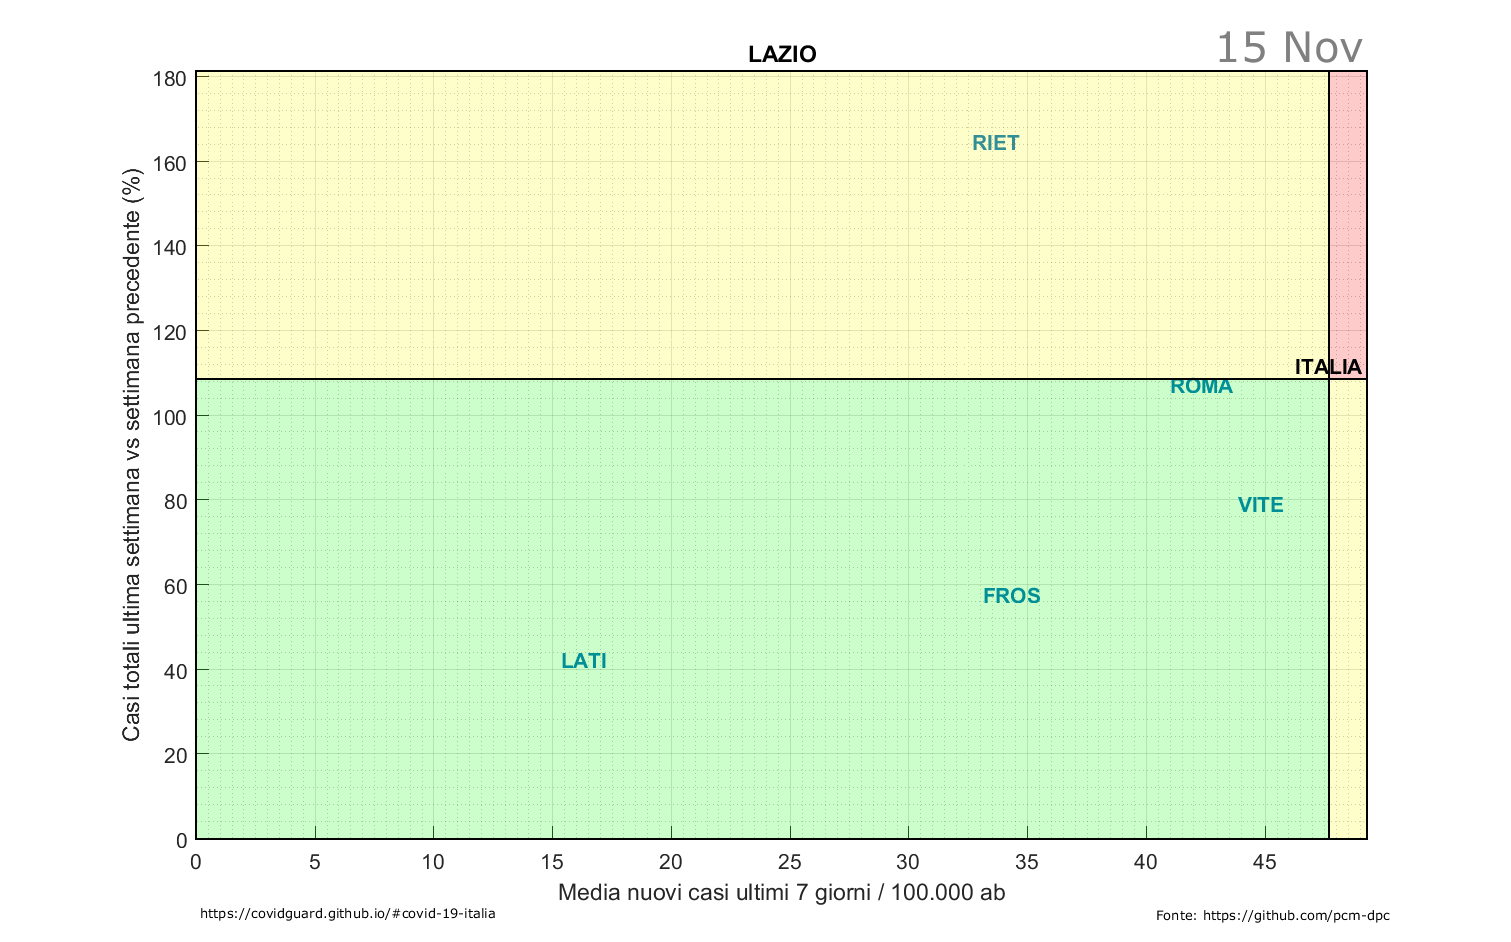 15 Nov
LAZIO
180
160
140
120
100
80
60
40
20
0
Casi totali ultima settimana vs settimana precedente (%)
RIET
ITALIA
ROMA
VITE
FROS
LATI
0 5 10 15 20 25 30 35 40 45
Media nuovi casi ultimi 7 giorni / 100.000 ab
https://covidguard.github.io/#covid-19-italia
Fonte: https://github.com/pcm-dpc